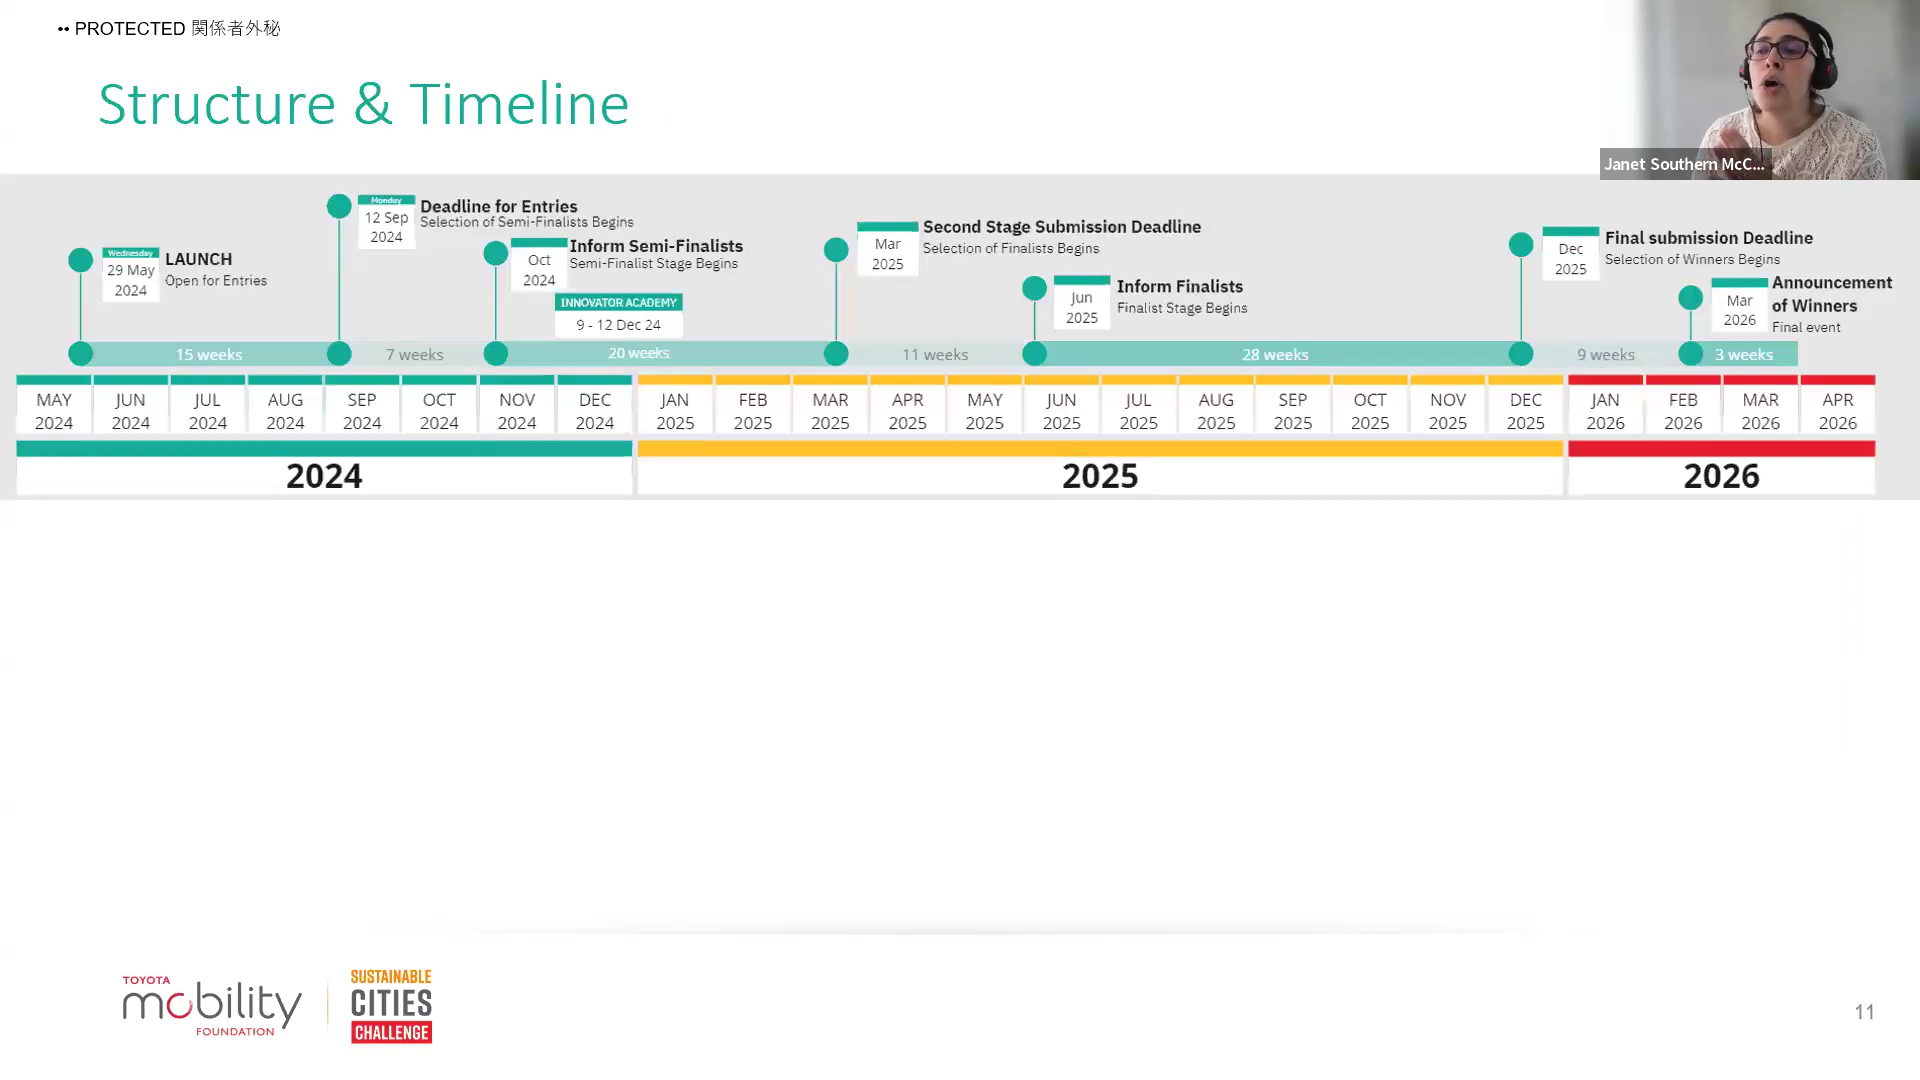 •• PROTECTED 関係者外秘
Structure & Timeline
Janet Southern McC...
Wednesday
29 May
2024
LAUNCH
Open for Entries
Monday
12 Sep
2024
Deadline for Entries
Selection of Semi-Finalists Begins
Oct
2024
Inform Semi-Finalists
Semi-Finalist Stage Begins
INNOVATOR ACADEMY
9 - 12 Dec 24
Mar
2025
Second Stage Submission Deadline
Selection of Finalists Begins
Jun
2025
Inform Finalists
Finalist Stage Begins
Dec
2025
Final submission Deadline
Selection of Winners Begins
Mar
2026
Announcement
of Winners
Final event
15 weeks
7 weeks
20 weeks
11 weeks
28 weeks
9 weeks
3 weeks
MAY
2024
JUN
2024
JUL
2024
AUG
2024
SEP
2024
OCT
2024
NOV
2024
DEC
2024
JAN
2025
FEB
2025
MAR
2025
APR
2025
MAY
2025
JUN
2025
JUL
2025
AUG
2025
SEP
2025
OCT
2025
NOV
2025
DEC
2025
JAN
2026
FEB
2026
MAR
2026
APR
2026
2024
2025
2026
TOYOTA
mobility
FOUNDATION
SUSTAINABLE
CITIES
CHALLENGE
11